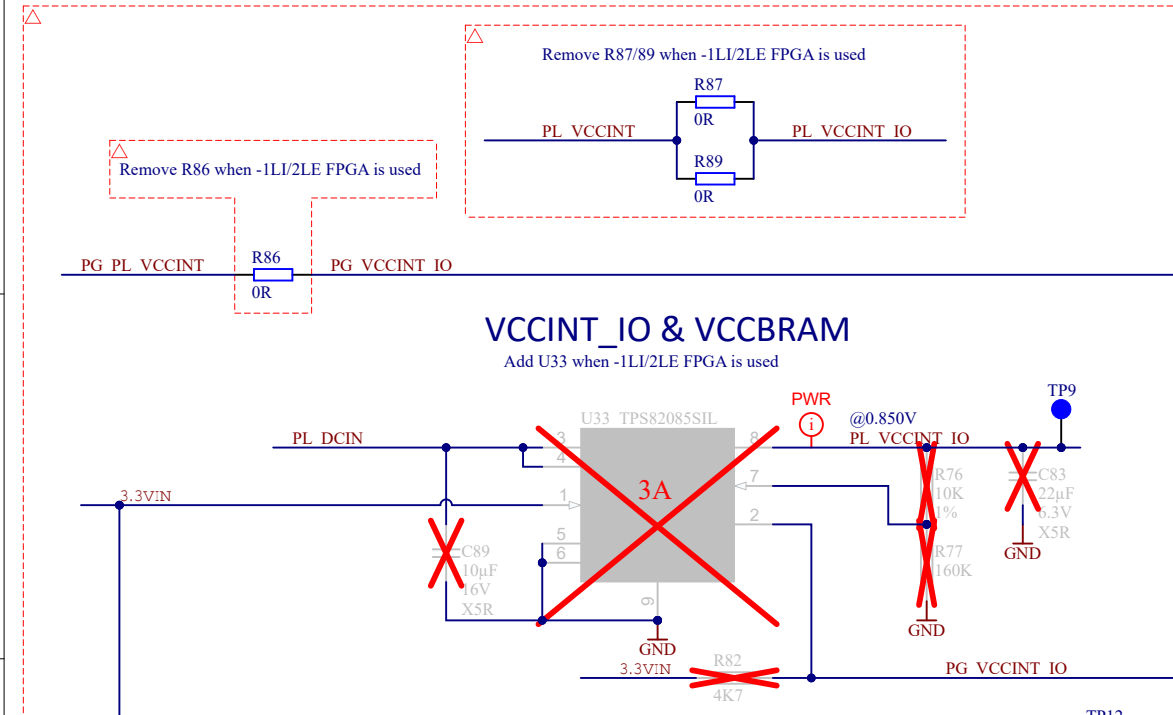 Remove R87/89 when -1LI/2LE FPGA is used
R87
PL_VCCINT
0R
PL_VCCINT_IO
R89
0R
Remove R86 when -1LI/2LE FPGA is used
PG_PL_VCCINT
R86
PG_VCCINT_IO
0R
VCCINT_IO & VCCBRAM
Add U33 when -1LI/2LE FPGA is used
TP9
PWR
i
@0.850V
U33 TPS82085SIL
PL_DCIN
3
8
PL_VCCINT_IO
4
R76
10K
1%
C83
22µF
6.3V
X5R
3A
7
3.3VIN
1
2
GND
5
6
C89
10µF
16V
X5R
R77
160K
9
GND
GND
3.3VIN
R82
4K7
PG_VCCINT_IO